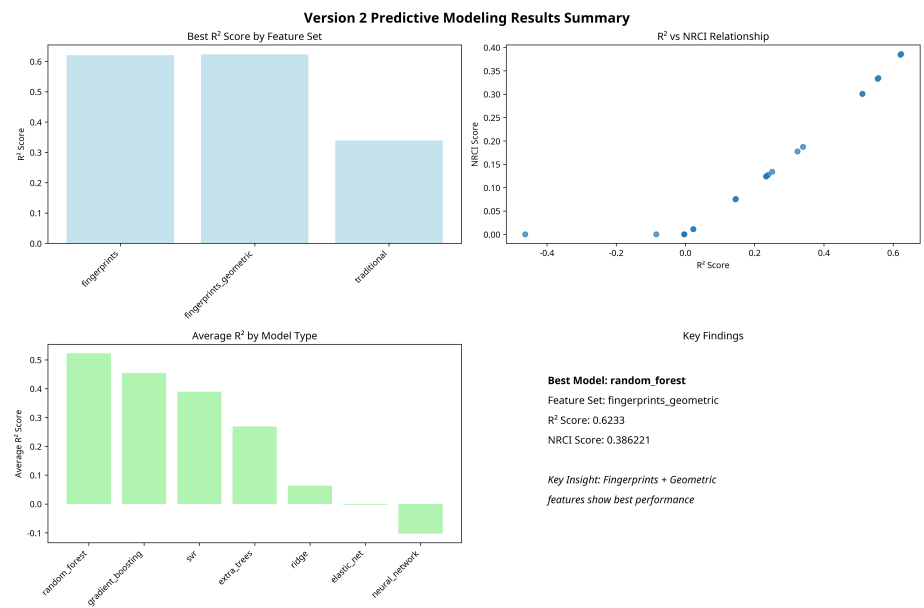 Version 2 Predictive Modeling Results Summary
Best R² Score by Feature Set
R² Score
0.6
0.5
0.4
0.3
0.2
0.1
0.0
fingerprints
fingerprints_geometric
traditional
R² vs NRCI Relationship
NRCI Score
0.40
0.35
0.30
0.25
0.20
0.15
0.10
0.05
0.00
-0.4
-0.2
0.0
0.2
0.4
0.6
R² Score
Average R² by Model Type
Average R² Score
0.5
0.4
0.3
0.2
0.1
0.0
-0.1
random_forest
gradient_boosting
svr
extra_trees
ridge
elastic_net
neural_network
Key Findings
Best Model: random_forest
Feature Set: fingerprints_geometric
R² Score: 0.6233
NRCI Score: 0.386221
Key Insight: Fingerprints + Geometric
features show best performance